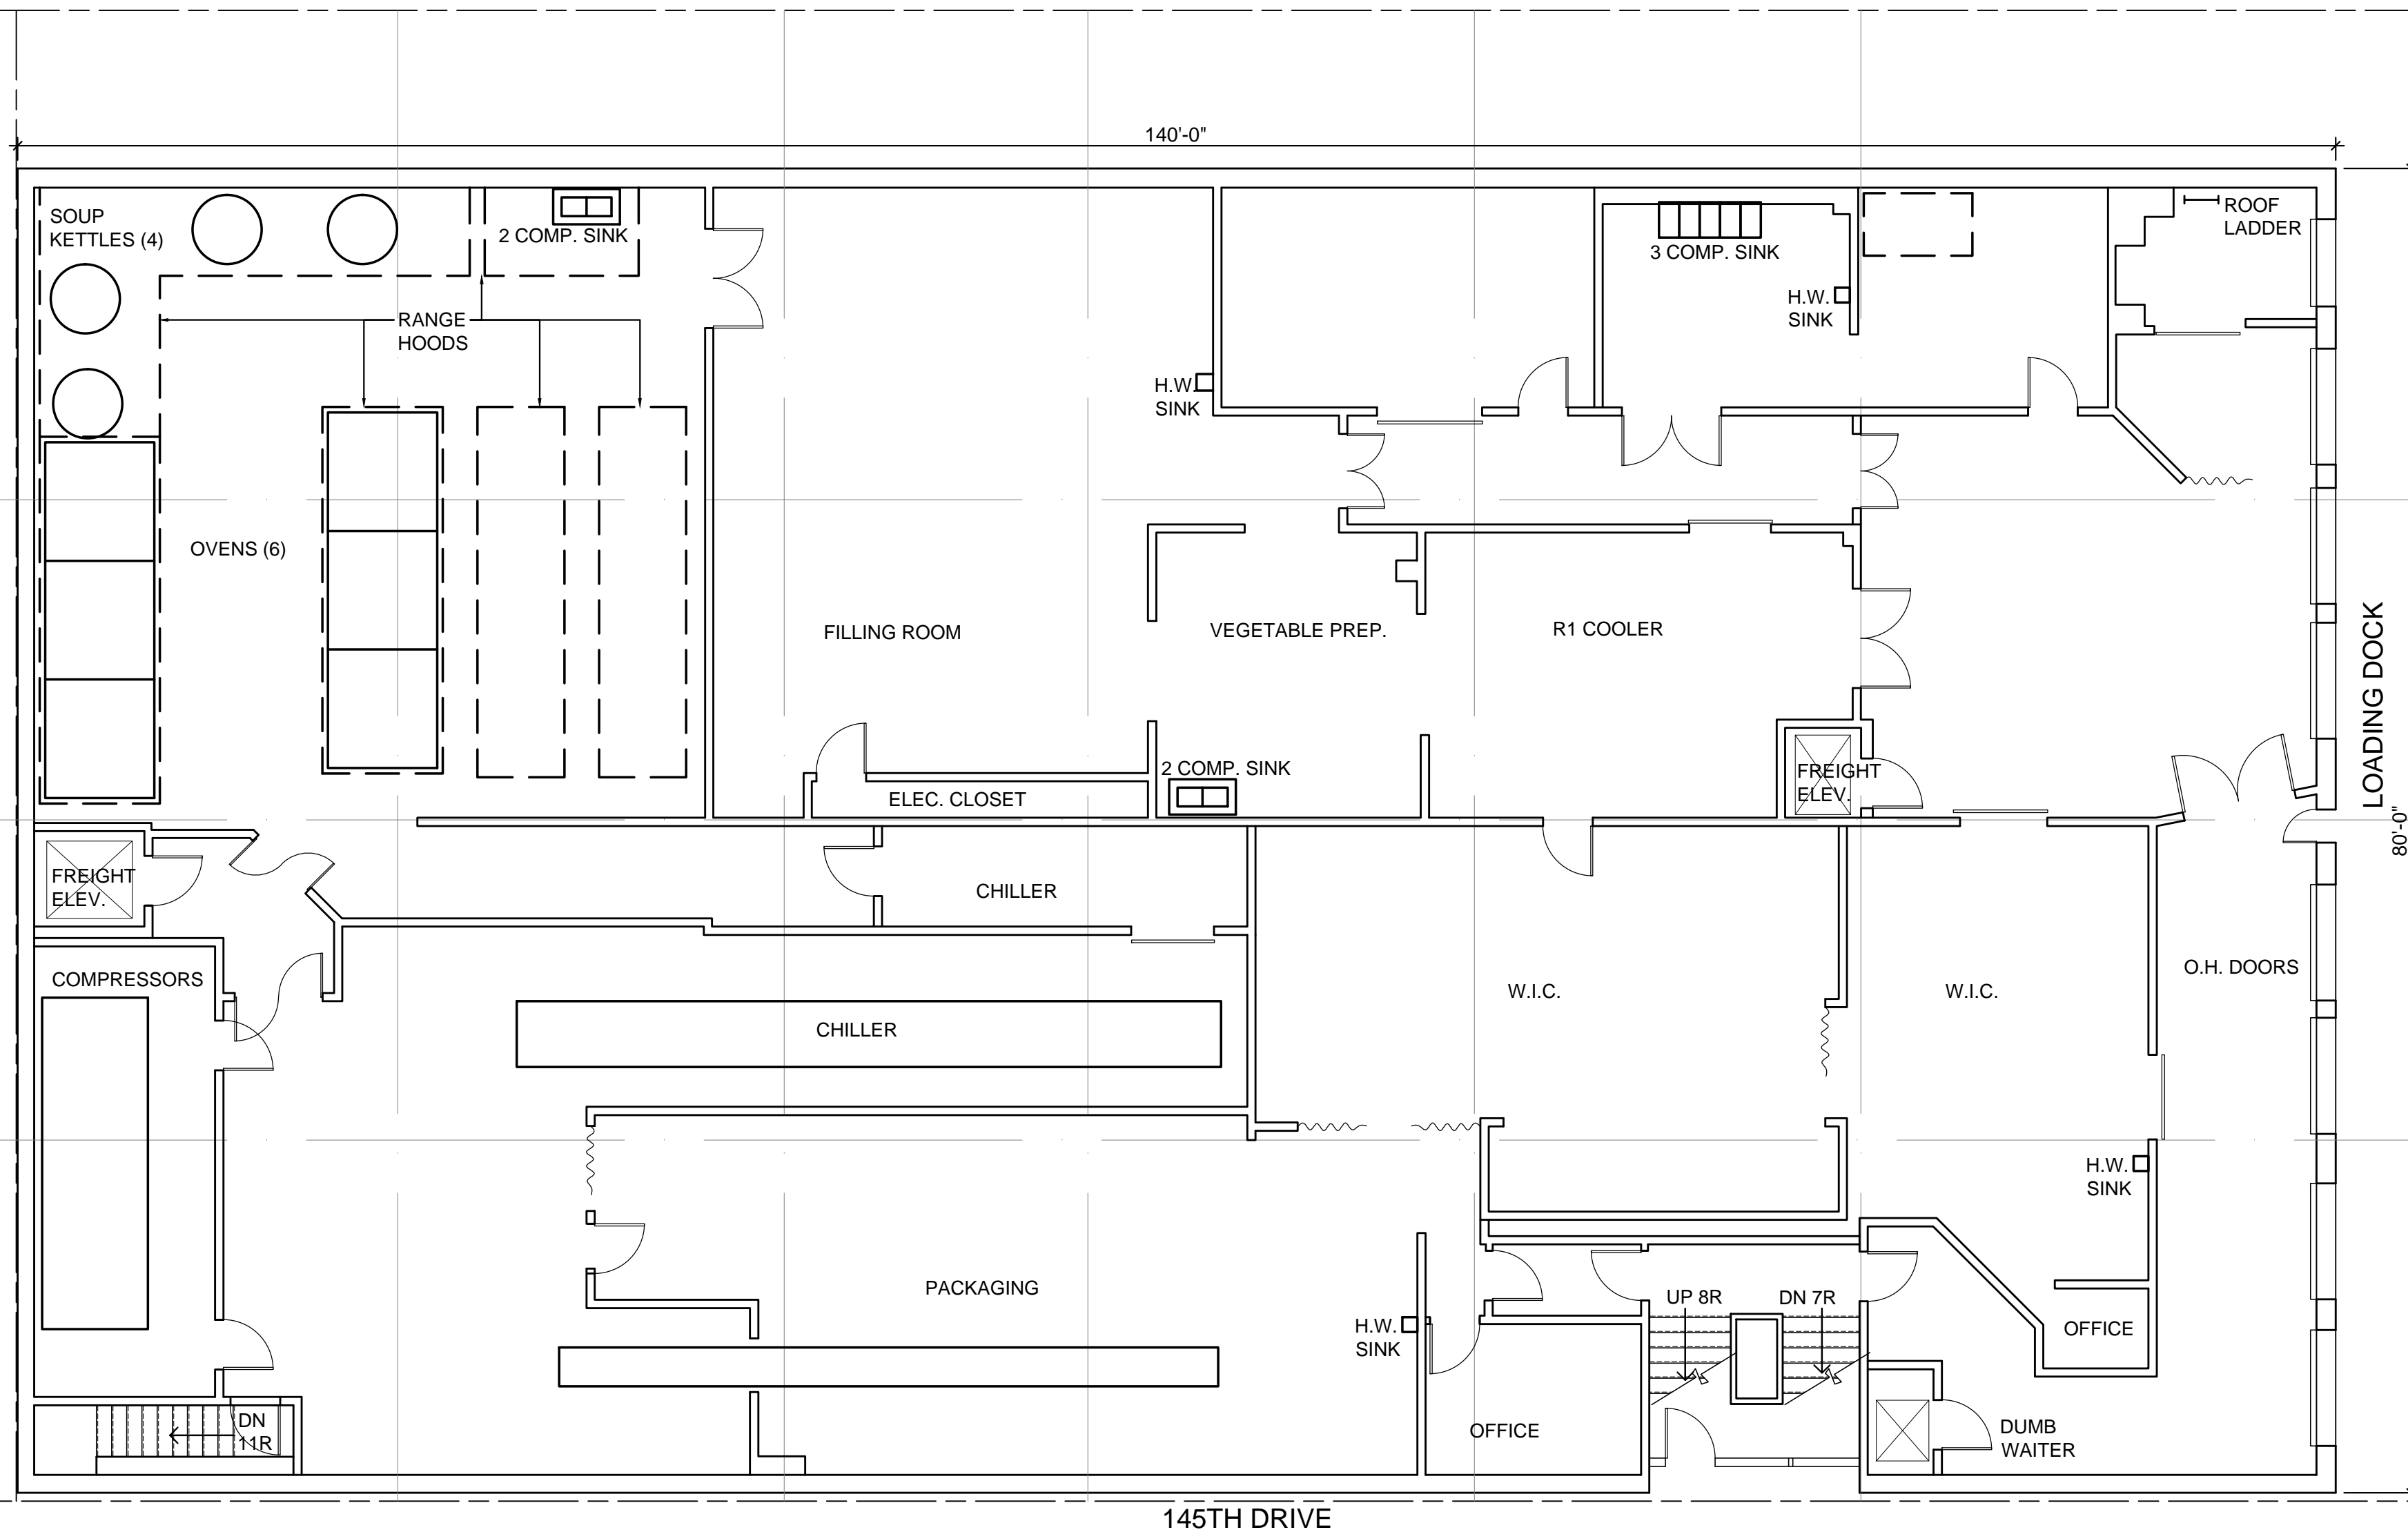 140'-0"
SOUP
KETTLES (4)
2 COMP. SINK
3 COMP. SINK
ROOF
LADDER
H.W.
SINK
RANGE
HOODS
H.W.
SINK
OVENS (6)
FILLING ROOM
VEGETABLE PREP.
R1 COOLER
LOADING DOCK
80'-0"
2 COMP. SINK
FREIGHT
ELEV.
ELEC. CLOSET
FREIGHT
ELEV.
CHILLER
COMPRESSORS
CHILLER
W.I.C.
W.I.C.
O.H. DOORS
H.W.
SINK
PACKAGING
H.W.
SINK
UP 8R
DN 7R
OFFICE
DN
11R
OFFICE
DUMB
WAITER
145TH DRIVE